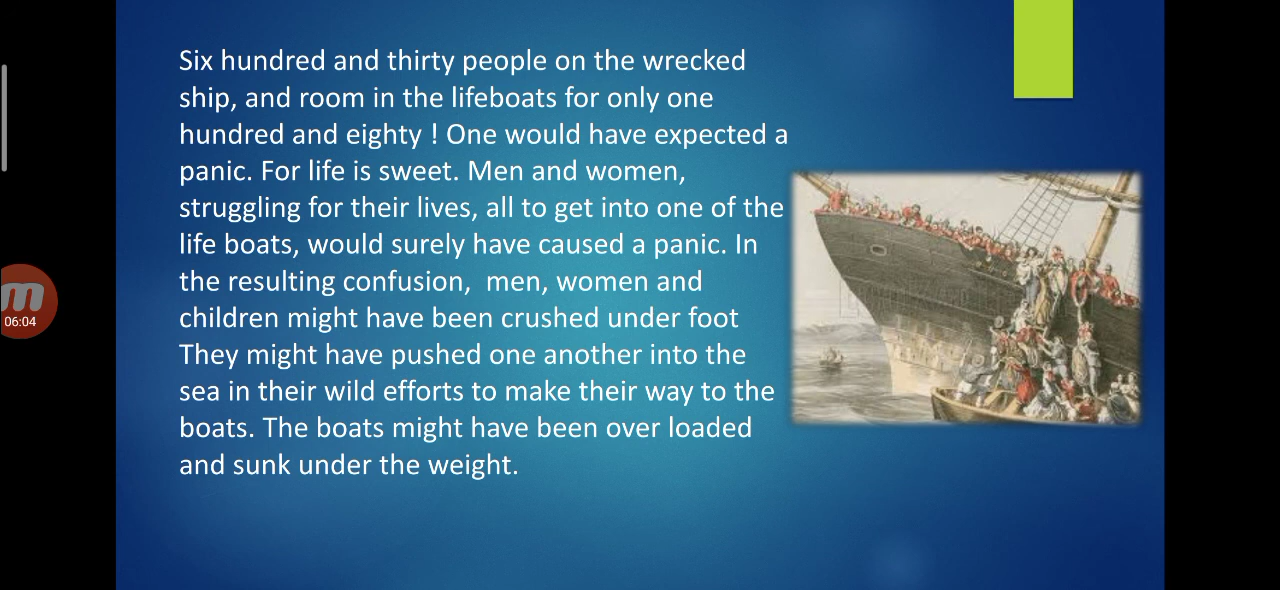 Six hundred and thirty people on the wrecked
ship, and room in the lifeboats for only one
hundred and eighty ! One would have expected a
panic. For life is sweet. Men and women,
struggling for their lives, all to get into one of the
life boats, would surely have caused a panic. In
the resulting confusion,  men, women and
children might have been crushed under foot
They might have pushed one another into the
sea in their wild efforts to make their way to the
boats. The boats might have been over loaded
and sunk under the weight.
m
06:04